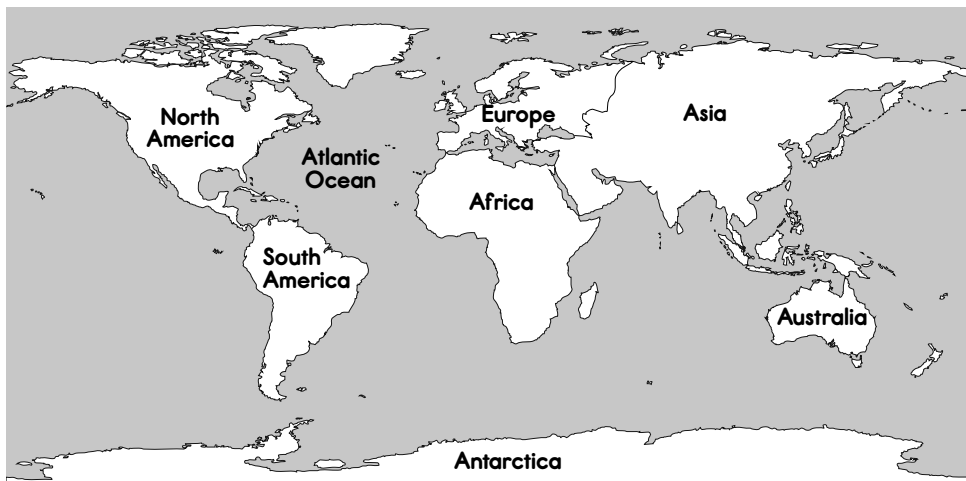 North
America
Atlantic
Ocean
Europe
Asia
Africa
South
America
Australia
Antarctica